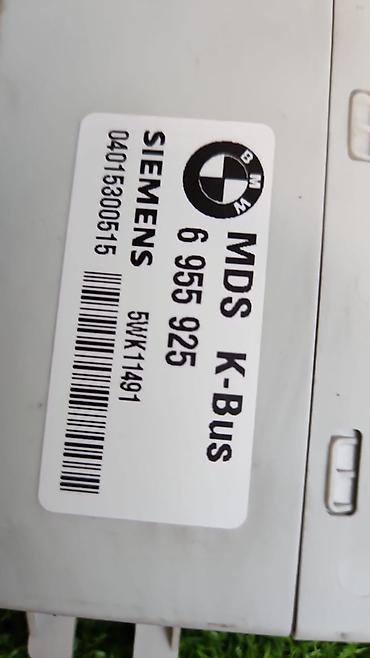 BMW
MDS K-Bus
6 955 925
SIEMENS 5WK11491
04015300515